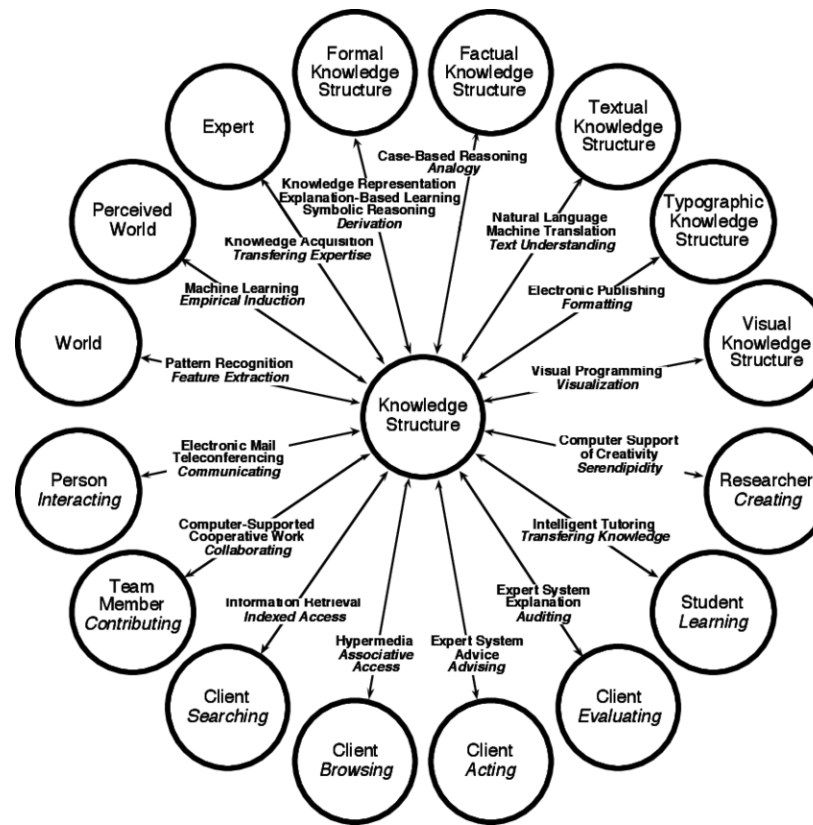 Formal
Knowledge
Structure
Factual
Knowledge
Structure
Textual
Knowledge
Structure
Typographic
Knowledge
Structure
Visual
Knowledge
Structure
Expert
Perceived
World
World
Case-Based Reasoning
Analogy
Knowledge Representation
Explanation-Based Learning
Symbolic Reasoning
Derivation
Natural Language
Machine Translation
Text Understanding
Knowledge Acquisition
Transfering Expertise
Machine Learning
Empirical Induction
Electronic Publishing
Formatting
Pattern Recognition
Feature Extraction
Visual Programming
Visualization
Knowledge
Structure
Electronic Mail
Teleconferencing
Communicating
Computer Support
of Creativity
Serendipidity
Person
Interacting
Researcher
Creating
Computer-Supported
Cooperative Work
Collaborating
Intelligent Tutoring
Transfering Knowledge
Team
Member
Contributing
Student
Learning
Information Retrieval
Indexed Access
Hypermedia
Associative
Access
Expert System
Advice
Advising
Expert System
Explanation
Auditing
Client
Searching
Client
Browsing
Client
Acting
Client
Evaluating